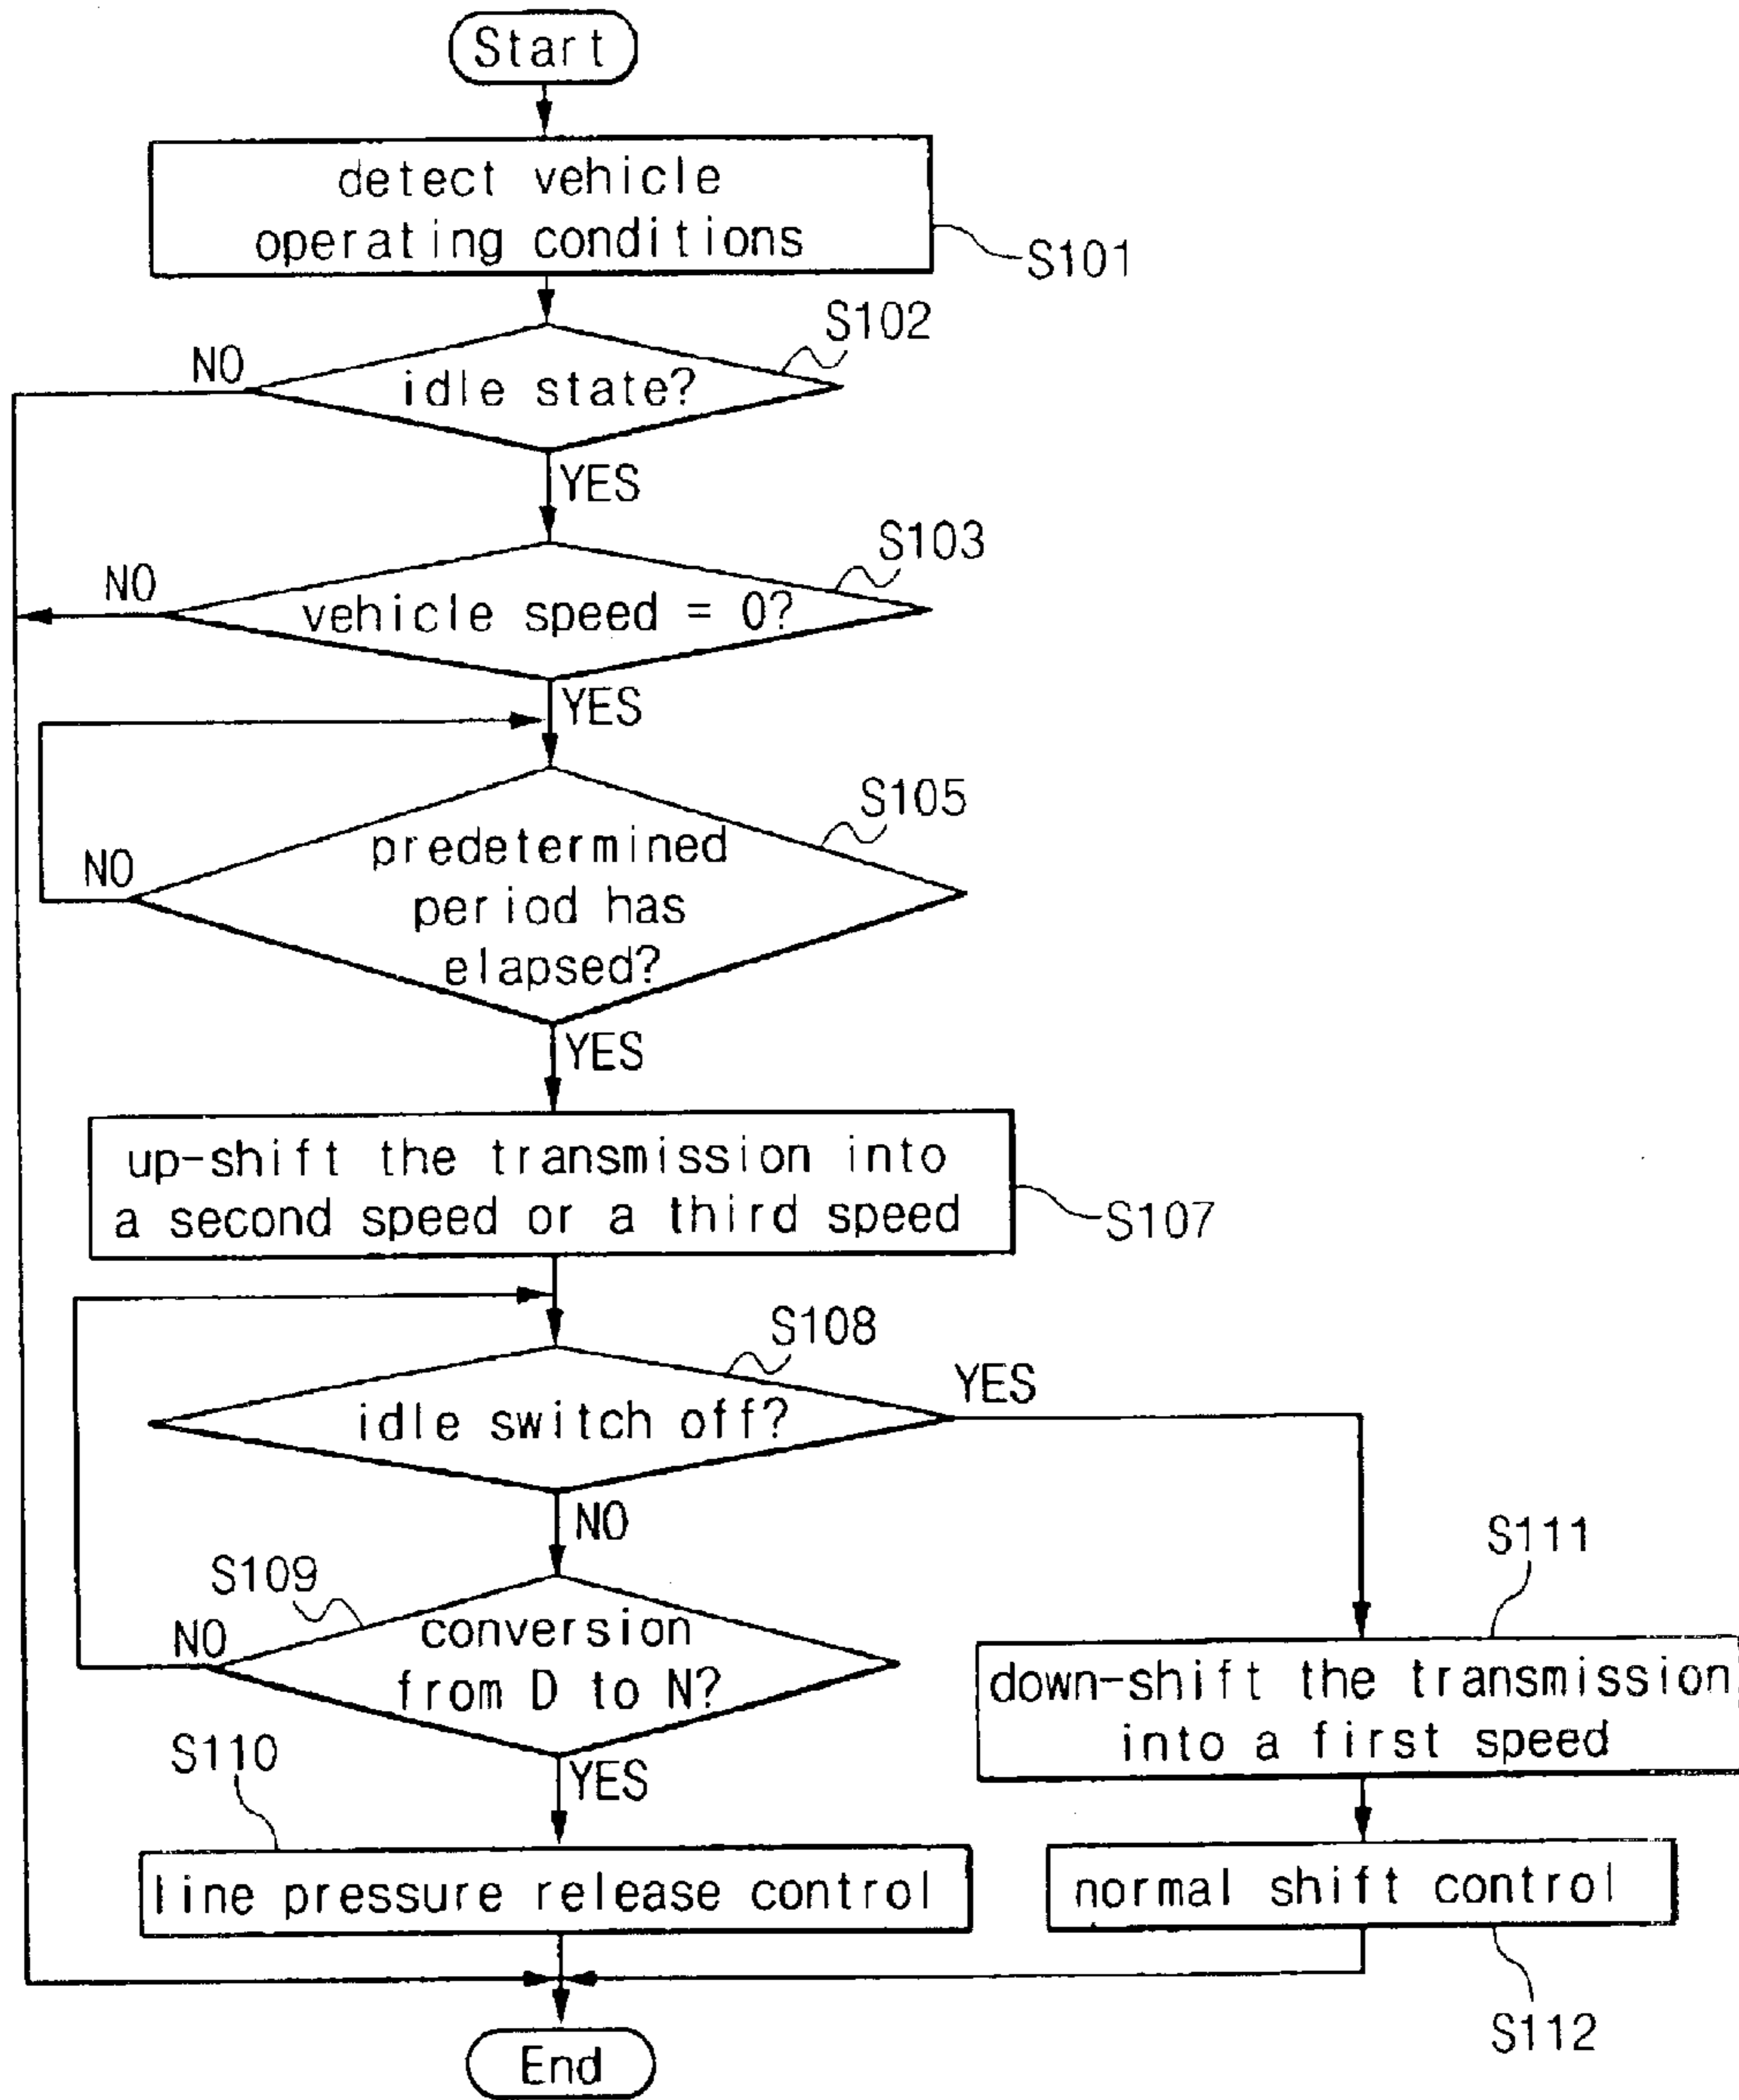 Start
detect vehicle
operating conditions
S101
S102
NO
idle state?
YES
S103
NO
vehicle speed = 0?
YES
S105
NO
predetermined
period has
elapsed?
YES
up-shift the transmission into
a second speed or a third speed
S107
S108
YES
idle switch off?
NO
S109
NO
conversion
from D to N?
S111
down-shift the transmission
into a first speed
S110
YES
line pressure release control
normal shift control
S112
End